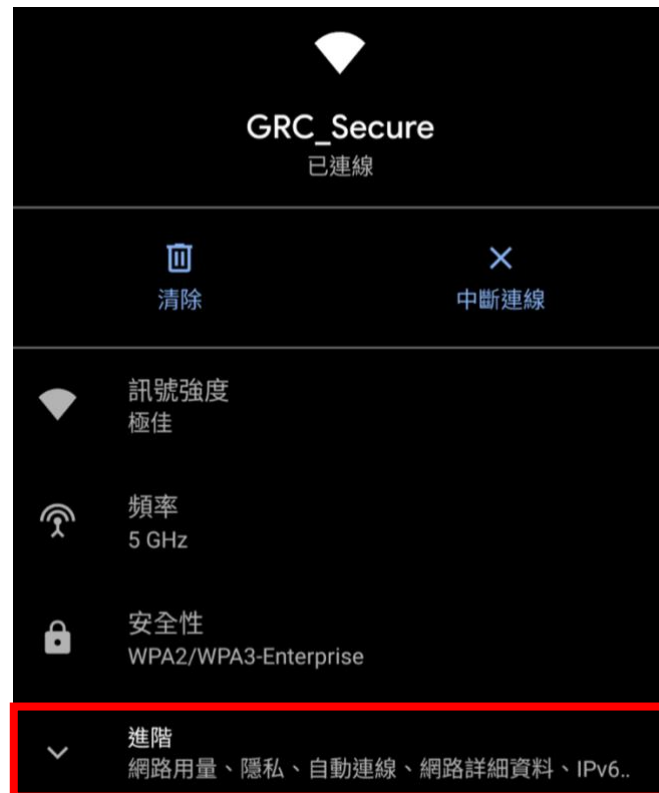 GRC_Secure
已連線
清除
中斷連線
訊號強度
極佳
頻率
5 GHz
安全性
WPA2/WPA3-Enterprise
進階
網路用量、隱私、自動連線、網路詳細資料、IPv6..